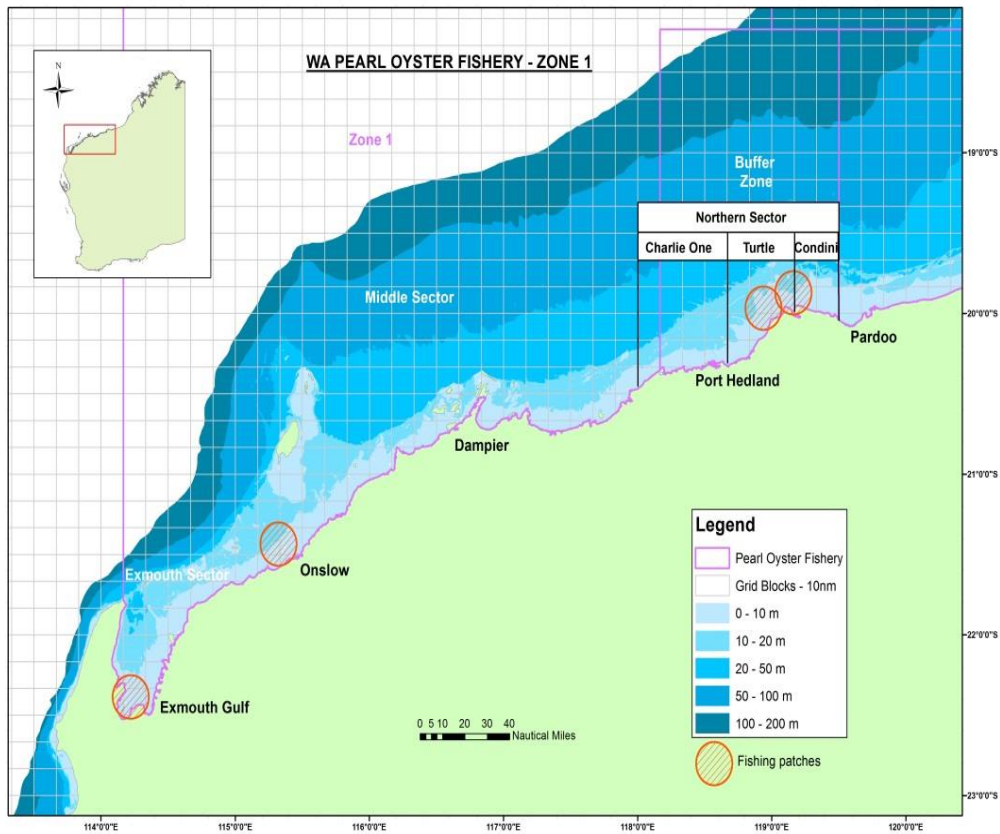 WA PEARL OYSTER FISHERY - ZONE 1
N
Zone 1
Buffer
Zone
Northern Sector
Charlie One
Turtle
Condini
Middle Sector
Pardoo
Port Hedland
Dampier
Onslow
Exmouth Sector
Exmouth Gulf
Legend
Pearl Oyster Fishery
Grid Blocks - 10nm
0 - 10 m
10 - 20 m
20 - 50 m
50 - 100 m
100 - 200 m
Fishing patches
0 5 10 20 30 40
Nautical Miles
19°0'0"S
20°0'0"S
21°0'0"S
22°0'0"S
23°0'0"S
114°0'0"E
115°0'0"E
116°0'0"E
117°0'0"E
118°0'0"E
119°0'0"E
120°0'0"E